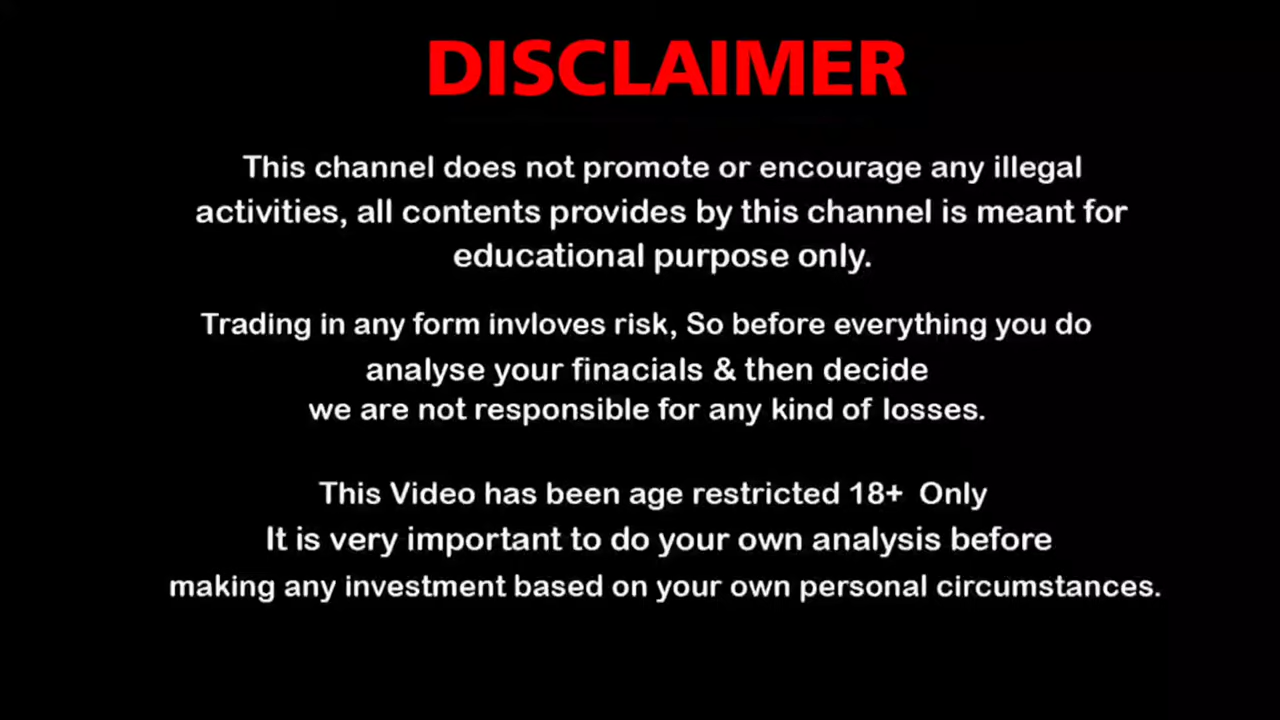 DISCLAIMER
This channel does not promote or encourage any illegal
activities, all contents provides by this channel is meant for
educational purpose only.
Trading in any form invloves risk, So before everything you do
analyse your finacials & then decide
we are not responsible for any kind of losses.
This Video has been age restricted 18+ Only
It is very important to do your own analysis before
making any investment based on your own personal circumstances.